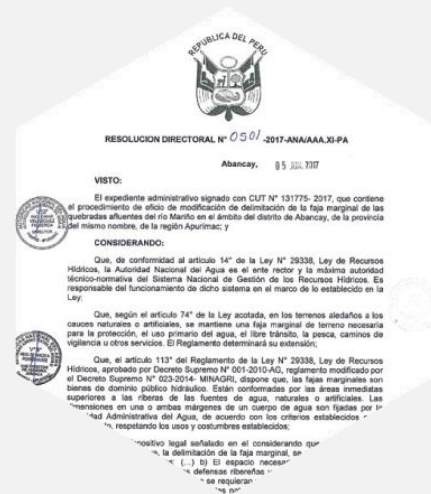 REPUBLICA DEL PERU
RESOLUCION DIRECTORAL N° 0501 -2017-ANA/AAA.XI-PA
Abancay, 05 2017
VISTO:
El expediente administrativo signado con CUT N° 131775- 2017, que contiene
el procedimiento de oficio de modificación de delimitación de la faja marginal de las
quebradas afluentes del río Mariño en el ámbito del distrito de Abancay, de la provincia
del mismo nombre, de la región Apurímac; y
CONSIDERANDO:
Que, de conformidad al artículo 14° de la Ley N° 29338, Ley de Recursos
Hídricos, la Autoridad Nacional del Agua es el ente rector y la máxima autoridad
técnico-normativa del Sistema Nacional de Gestión de los Recursos Hídricos. Es
responsable del funcionamiento de dicho sistema en el marco de lo establecido en la
Ley;
Que, según el artículo 74° de la Ley acotada, en los terrenos aledaños a los
cauces naturales o artificiales, se mantiene una faja marginal de terreno necesaria
para la protección, el uso primario del agua, el libre tránsito, la pesca, caminos de
vigilancia u otros servicios. El Reglamento determinará su extensión;
Que, el artículo 113° del Reglamento de la Ley N° 29338, Ley de Recursos
Hídricos, aprobado por Decreto Supremo N° 001-2010-AG, reglamento modificado por
el Decreto Supremo N° 023-2014- MINAGRI, dispone que, las fajas marginales son
bienes de dominio público hidráulico. Están conformadas por las áreas inmediatas
superiores a las riberas de las fuentes de agua, naturales o artificiales. Las
dimensiones en una o ambas márgenes de un cuerpo de agua son fijadas por la
Administrativa del Agua, de acuerdo con los criterios establecidos
respetando los usos y costumbres establecidos;
legal señalado en el considerando que
la delimitación de la faja marginal, se
(...) b) El espacio
defensas ribereñas
se requieran